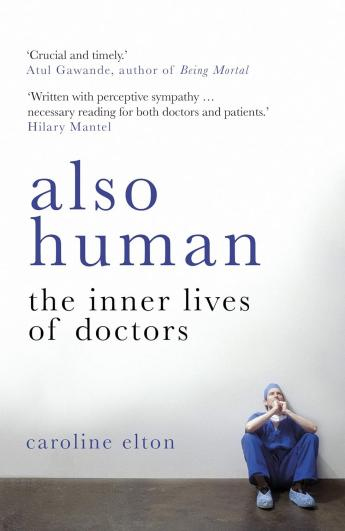 ‘Crucial and timely.’
Atul Gawande, author of Being Mortal
‘Written with perceptive sympathy …
necessary reading for both doctors and patients.’
Hilary Mantel
also
human
the inner lives
of doctors
caroline elton